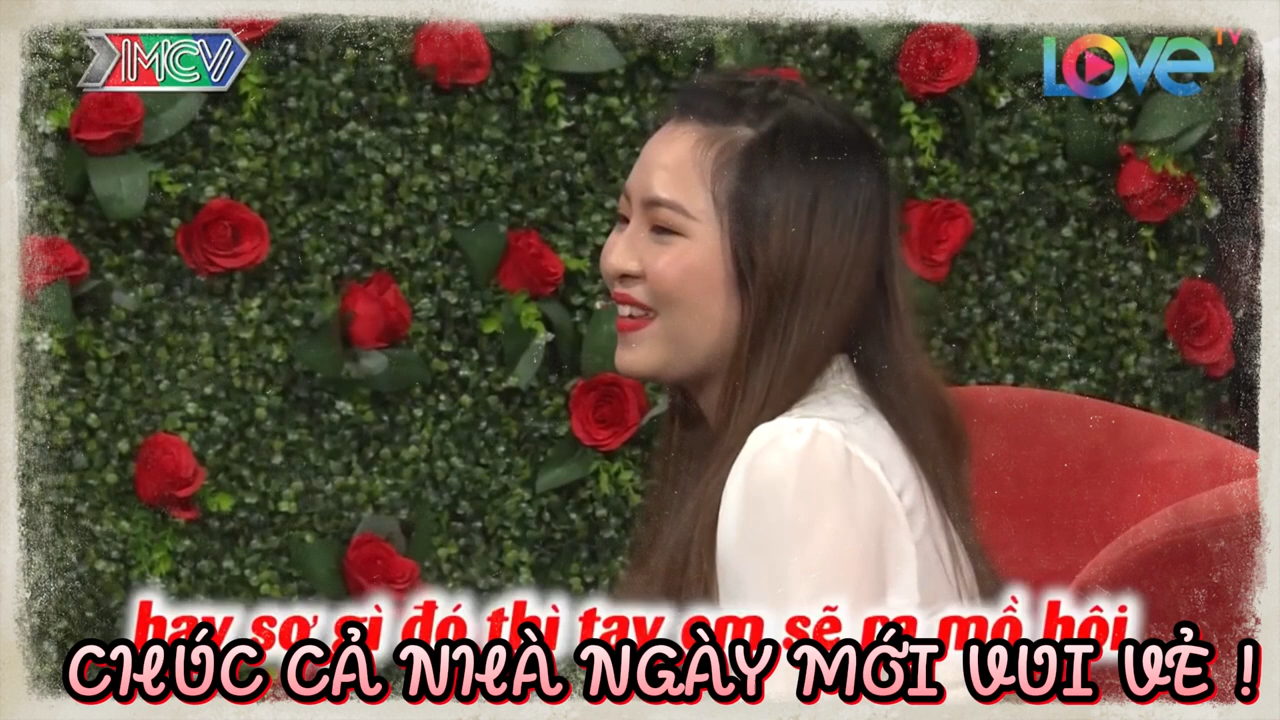 MCV
LOVE TV
hay sợ gì đó thì tay em sẽ ra mồ hôi
CHÚC CẢ NHÀ NGÀY MỚI VUI VẺ !